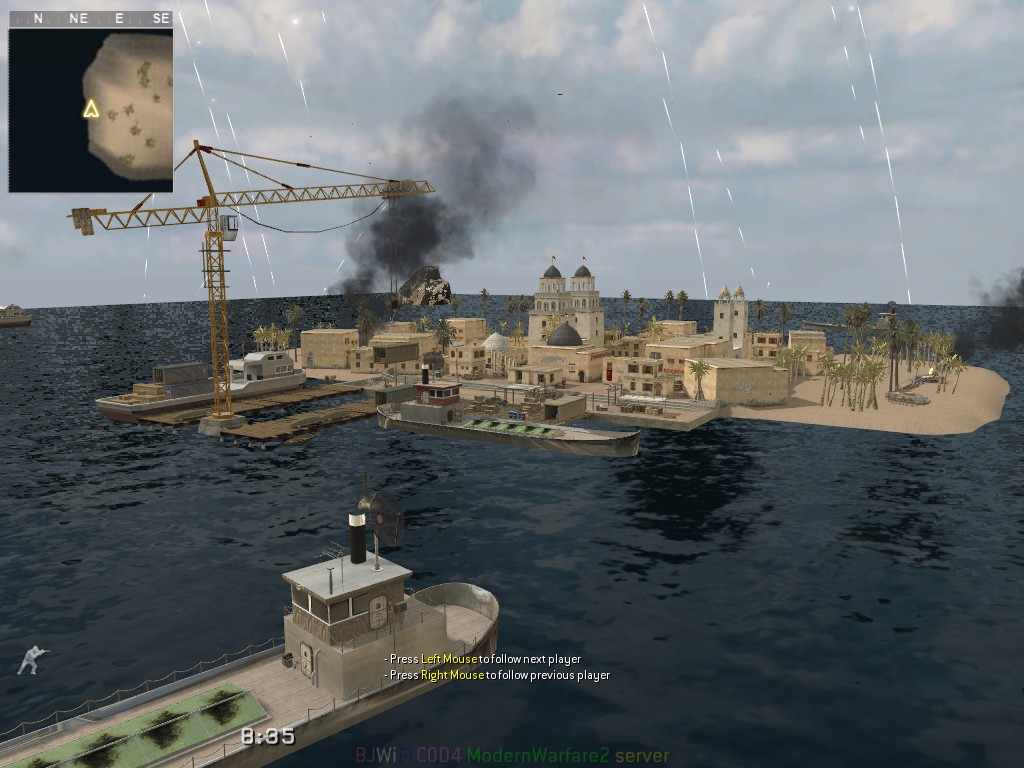 N NE E SE
- Press Left Mouse to follow next player
- Press Right Mouse to follow previous player
8:35
BJWiFi COD4 ModernWarfare2 server